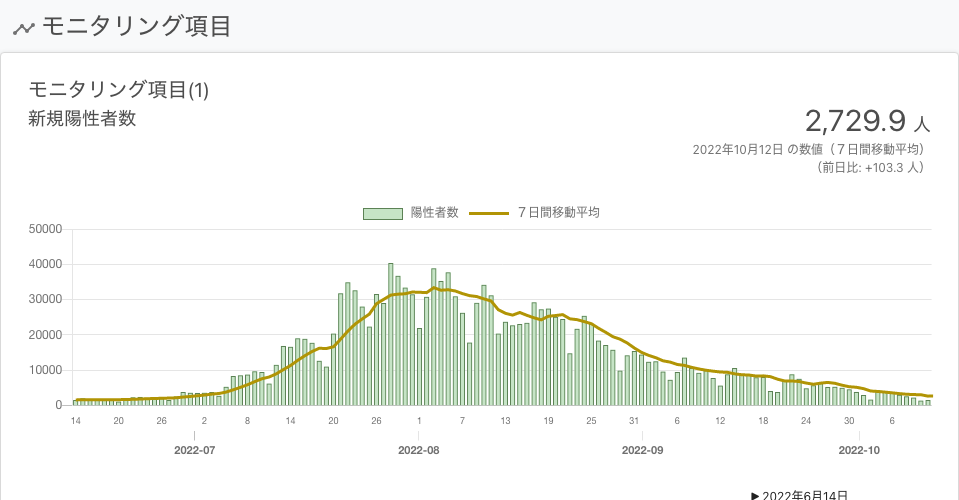 モニタリング項目
モニタリング項目(1)
新規陽性者数
2,729.9 人
2022年10月12日 の数値（７日間移動平均）
（前日比: +103.3 人）
陽性者数 ７日間移動平均
50000
40000
30000
20000
10000
0
14 20 26 2 8 14 20 26 1 7 13 19 25 31 6 12 18 24 30 6
2022-07 2022-08 2022-09 2022-10
▶ 2022年6月14日